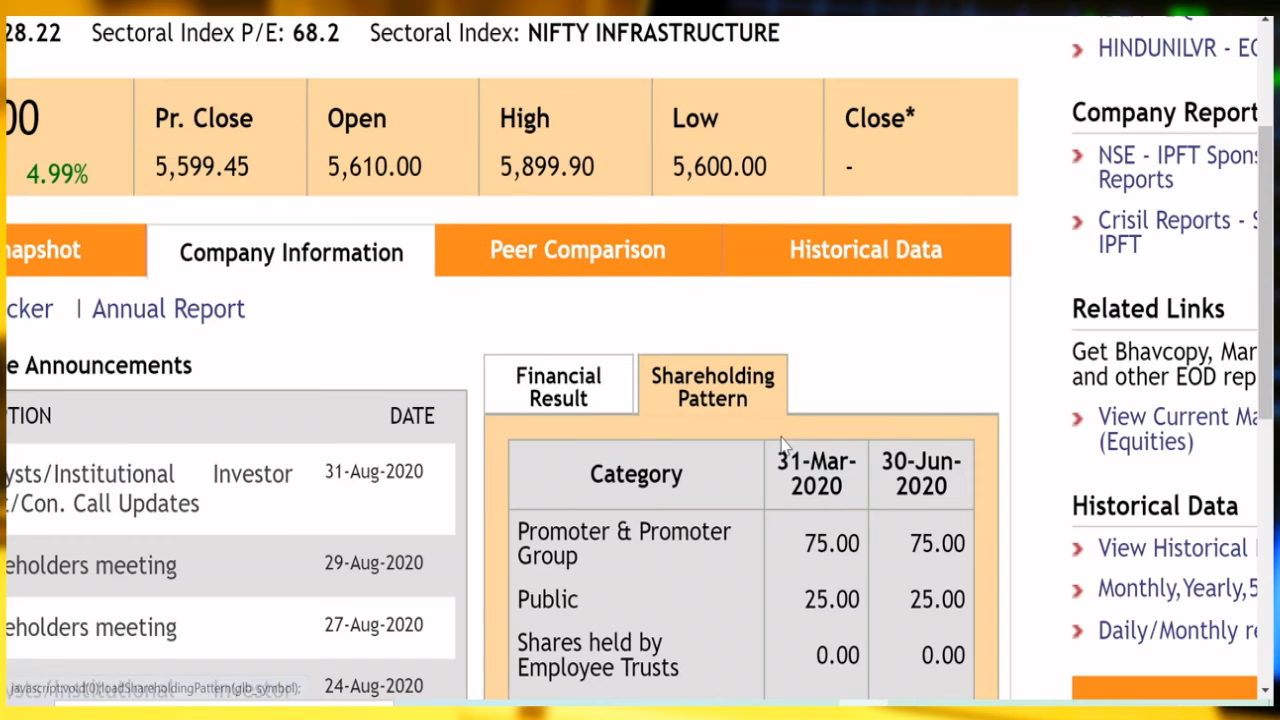 28.22 Sectoral Index P/E: 68.2 Sectoral Index: NIFTY INFRASTRUCTURE
00
4.99%
Pr. Close Open High Low Close*
5,599.45 5,610.00 5,899.90 5,600.00 -
napshot Company Information Peer Comparison Historical Data
cker | Annual Report
e Announcements
TION DATE
ysts/Institutional Investor 31-Aug-2020
t/Con. Call Updates
eholders meeting 29-Aug-2020
eholders meeting 27-Aug-2020
24-Aug-2020
javascript:void(0);loadShareholdingPattern(glb_symbol);
Financial
Result
Shareholding
Pattern
Category 31-Mar-
2020 30-Jun-
2020
Promoter & Promoter
Group 75.00 75.00
Public 25.00 25.00
Shares held by
Employee Trusts 0.00 0.00
HINDUNILVR - EQ
Company Report
NSE - IPFT Spons
Reports
Crisil Reports - S
IPFT
Related Links
Get Bhavcopy, Mar
and other EOD rep
View Current Ma
(Equities)
Historical Data
View Historical
Monthly,Yearly,5
Daily/Monthly re